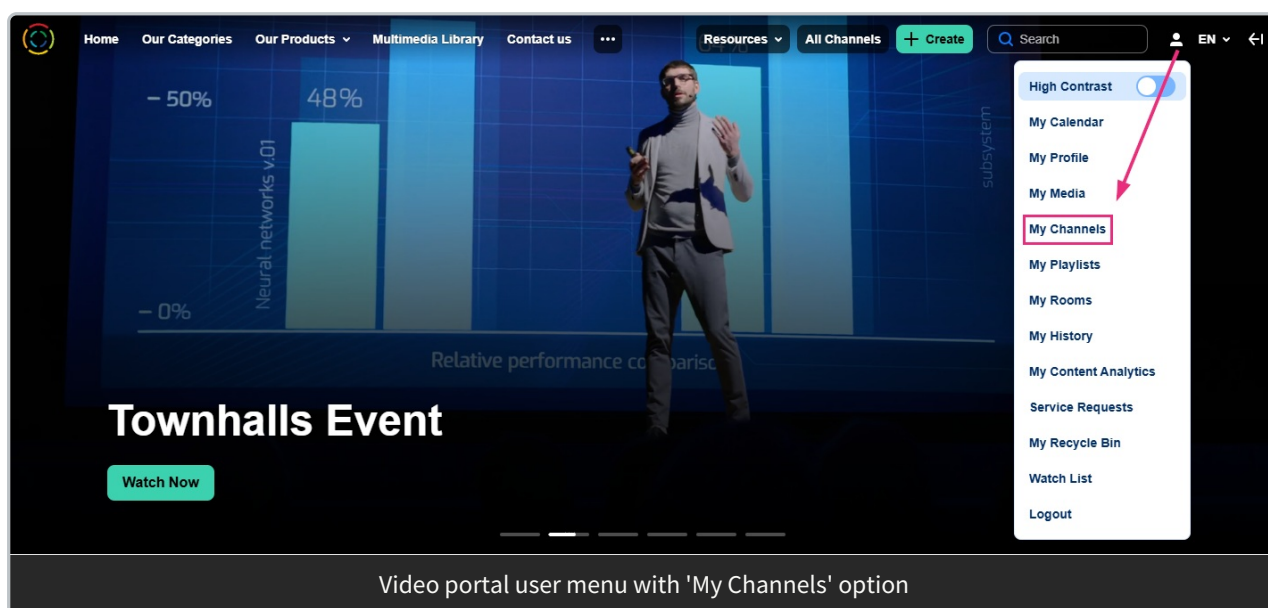 Home Our Categories Our Products Multimedia Library Contact us ••• Resources All Channels + Create Search EN
High Contrast
My Calendar
My Profile
My Media
My Channels
My Playlists
My Rooms
My History
My Content Analytics
Service Requests
My Recycle Bin
Watch List
Logout
– 50%
48%
Neural networks v.01
subsystem
– 0%
Townhalls Event
Watch Now
Video portal user menu with 'My Channels' option